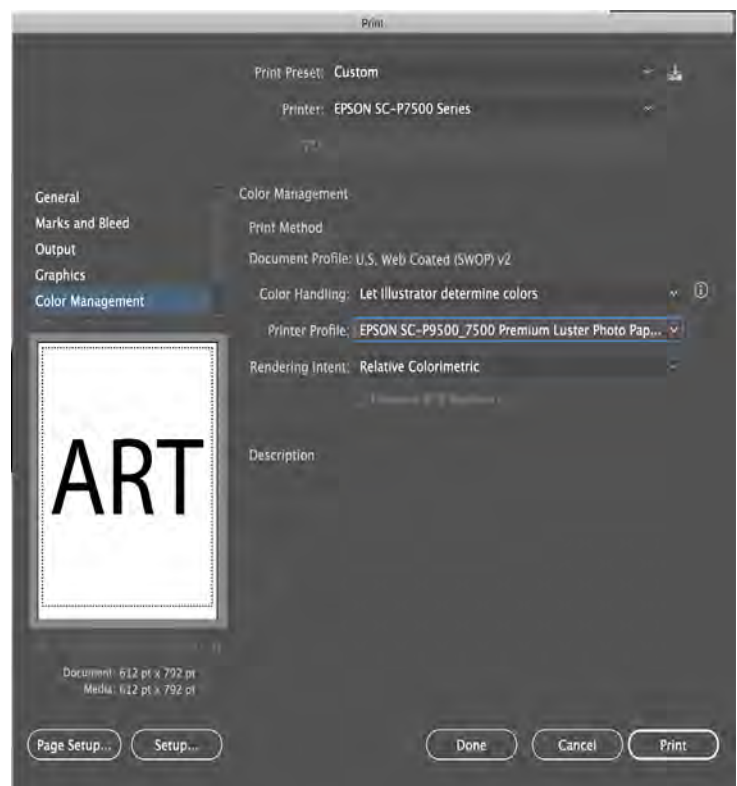 Print
Print Preset: Custom
Printer: EPSON SC-P7500 Series
General
Marks and Bleed
Output
Graphics
Color Management
Color Management
Print Method
Document Profile: U.S. Web Coated (SWOP) v2
Color Handling: Let Illustrator determine colors
Printer Profile: EPSON SC-P9500_7500 Premium Luster Photo Pap...
Rendering Intent: Relative Colorimetric
Description
ART
Document: 612 pt x 792 pt
Media: 612 pt x 792 pt
Page Setup... Setup... Done Cancel Print